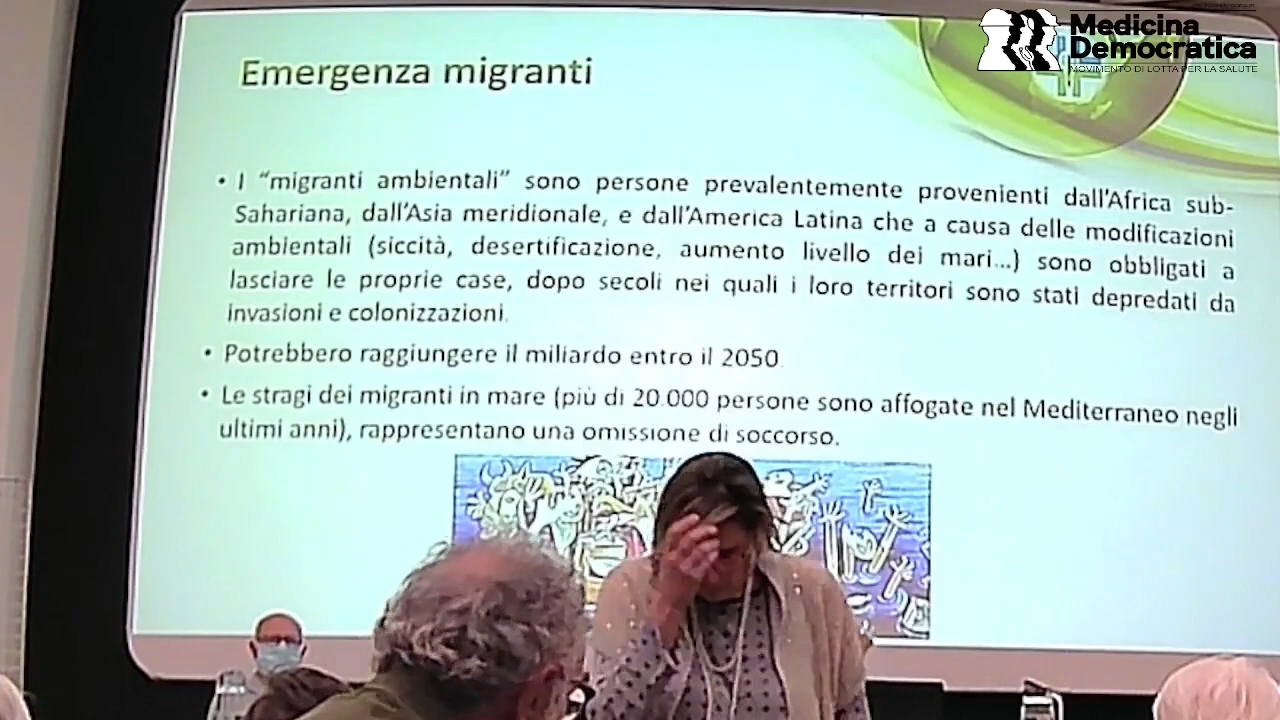 Medicina
Democratica
MOVIMENTO DI LOTTA PER LA SALUTE
Emergenza migranti
• I “migranti ambientali” sono persone prevalentemente provenienti dall'Africa sub-
Sahariana, dall'Asia meridionale, e dall'America Latina che a causa delle modificazioni
ambientali (siccità, desertificazione, aumento livello dei mari...) sono obbligati a
lasciare le proprie case, dopo secoli nei quali i loro territori sono stati depredati da
invasioni e colonizzazioni.
• Potrebbero raggiungere il miliardo entro il 2050.
• Le stragi dei migranti in mare (più di 20.000 persone sono affogate nel Mediterraneo negli
ultimi anni), rappresentano una omissione di soccorso.